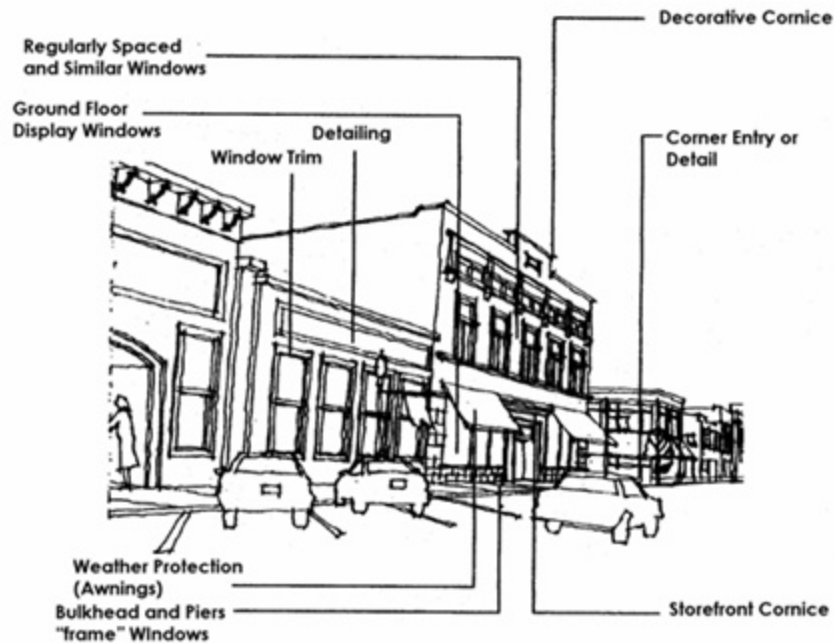 Decorative Cornice
Regularly Spaced
and Similar Windows
Ground Floor
Display Windows
Detailing
Window Trim
Corner Entry or
Detail
Weather Protection
(Awnings)
Bulkhead and Piers
"frame" Windows
Storefront Cornice